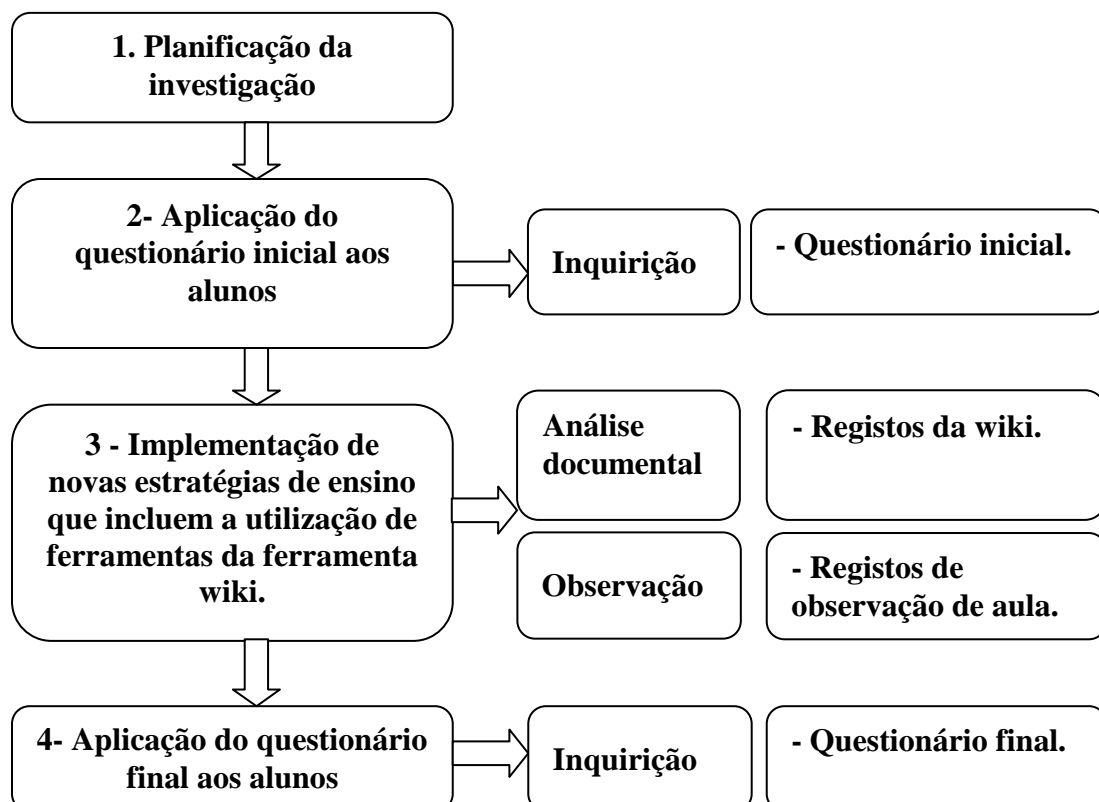 1. Planificação da
investigação
2- Aplicação do
questionário inicial aos
alunos
Inquirição
- Questionário inicial.
3 - Implementação de
novas estratégias de ensino
que incluem a utilização de
ferramentas da ferramenta
wiki.
Análise
documental
- Registos da wiki.
Observação
- Registos de
observação de aula.
4- Aplicação do questionário
final aos alunos
Inquirição
- Questionário final.